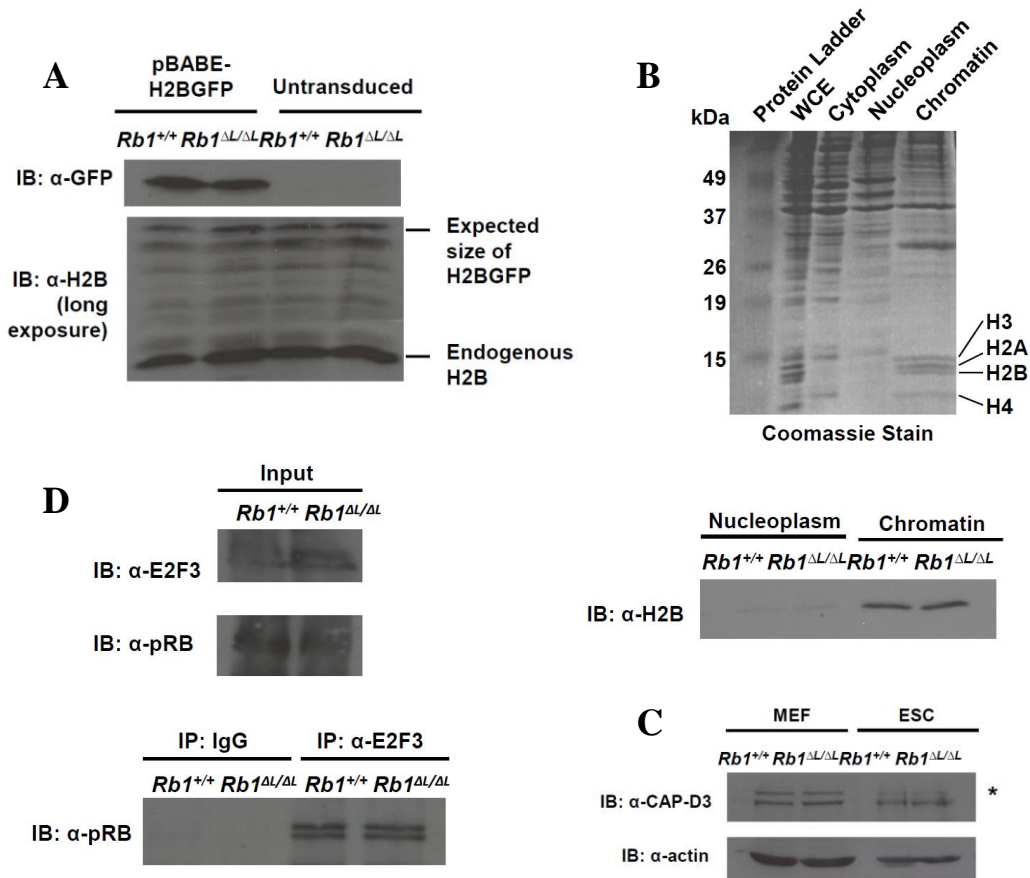 A
pBABE-
H2BGFP
Untransduced
Rb1+/+ Rb1ΔL/ΔL Rb1+/+ Rb1ΔL/ΔL
IB: α-GFP
IB: α-H2B
(long
exposure)
Expected
size of
H2BGFP
Endogenous
H2B
B
kDa
Protein Ladder
WCE
Cytoplasm
Nucleoplasm
Chromatin
49
37
26
19
15
H3
H2A
H2B
H4
Coomassie Stain
Nucleoplasm
Chromatin
Rb1+/+ Rb1ΔL/ΔL Rb1+/+ Rb1ΔL/ΔL
IB: α-H2B
C
MEF
ESC
Rb1+/+ Rb1ΔL/ΔL Rb1+/+ Rb1ΔL/ΔL
IB: α-CAP-D3
*
IB: α-actin
D
Input
Rb1+/+ Rb1ΔL/ΔL
IB: α-E2F3
IB: α-pRB
IP: IgG
IP: α-E2F3
Rb1+/+ Rb1ΔL/ΔL Rb1+/+ Rb1ΔL/ΔL
IB: α-pRB